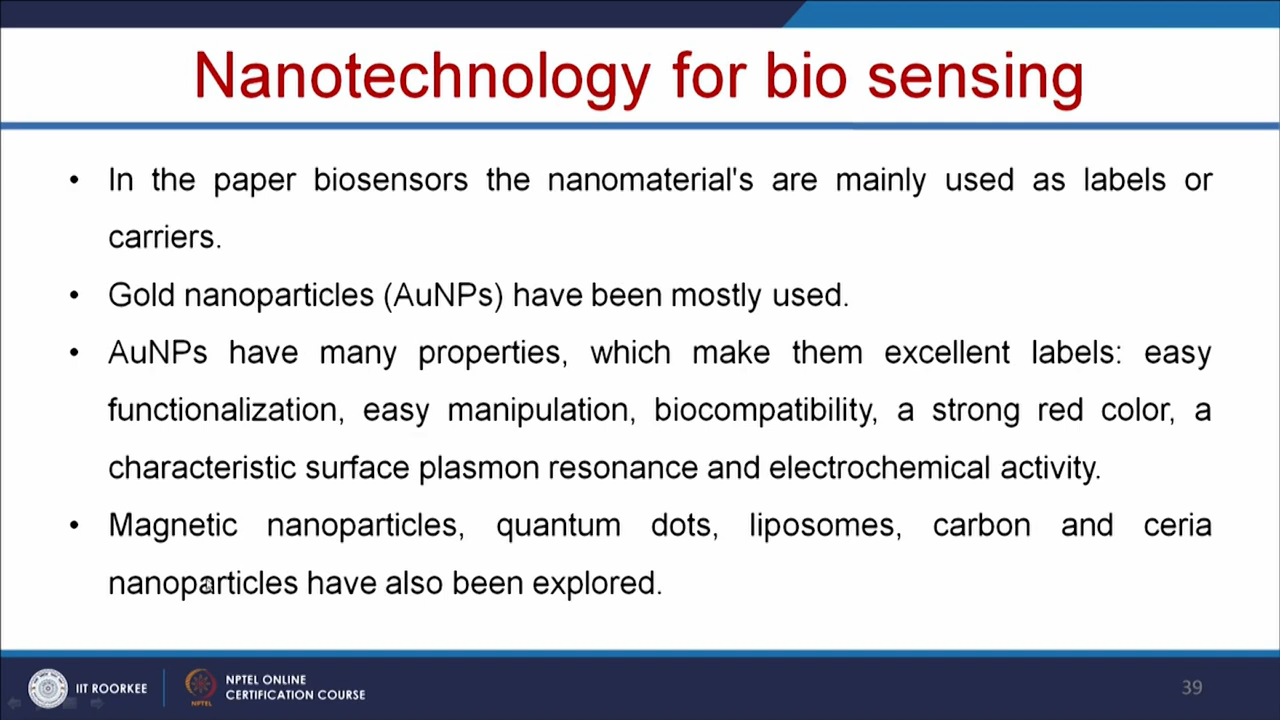 Nanotechnology for bio sensing
• In the paper biosensors the nanomaterial's are mainly used as labels or
carriers.
• Gold nanoparticles (AuNPs) have been mostly used.
• AuNPs have many properties, which make them excellent labels: easy
functionalization, easy manipulation, biocompatibility, a strong red color, a
characteristic surface plasmon resonance and electrochemical activity.
• Magnetic nanoparticles, quantum dots, liposomes, carbon and ceria
nanoparticles have also been explored.
IIT ROORKEE
NPTEL
NPTEL ONLINE
CERTIFICATION COURSE
39